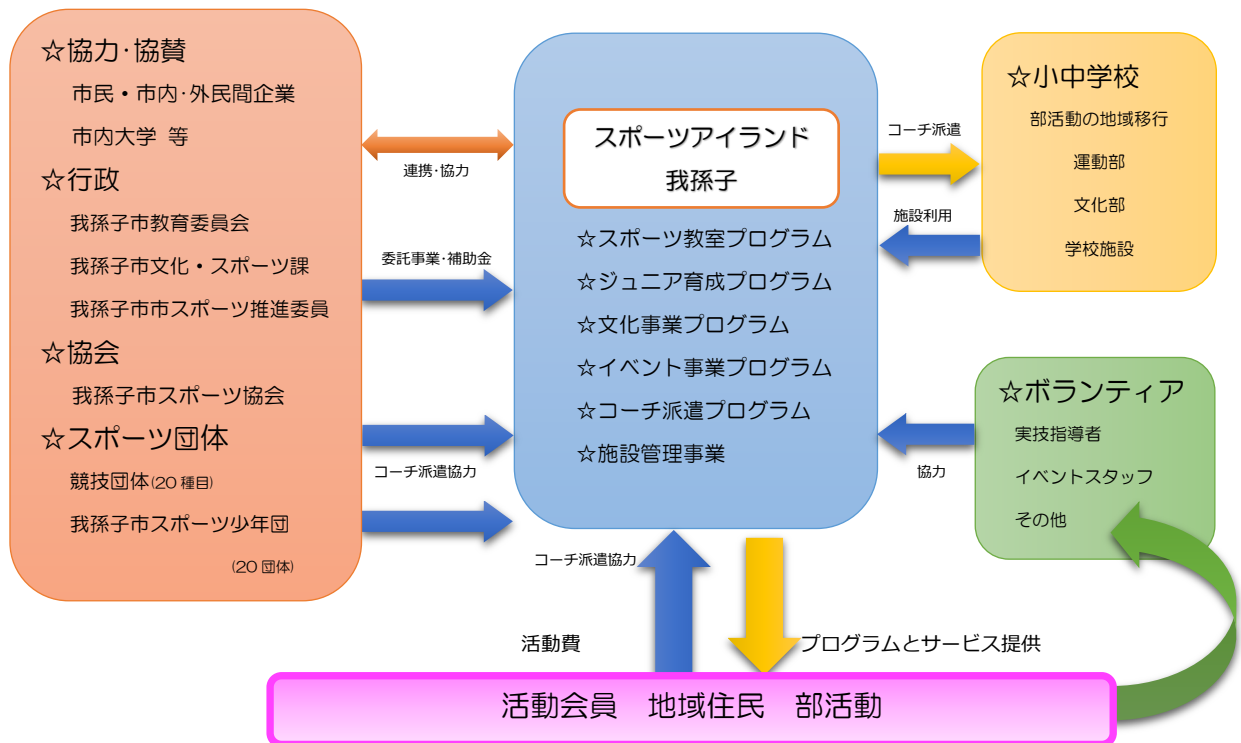 ☆協力･協賛
市民・市内･外民間企業
市内大学 等
☆行政
我孫子市教育委員会
我孫子市文化・スポーツ課
我孫子市市スポーツ推進委員
☆協会
我孫子市スポーツ協会
☆スポーツ団体
競技団体(20 種目)
我孫子市スポーツ少年団
(20 団体)
連携･協力
委託事業･補助金
コーチ派遣協力
コーチ派遣協力
スポーツアイランド
我孫子
☆スポーツ教室プログラム
☆ジュニア育成プログラム
☆文化事業プログラム
☆イベント事業プログラム
☆コーチ派遣プログラム
☆施設管理事業
コーチ派遣
施設利用
☆小中学校
部活動の地域移行
運動部
文化部
学校施設
協力
☆ボランティア
実技指導者
イベントスタッフ
その他
活動費
プログラムとサービス提供
活動会員　地域住民　部活動